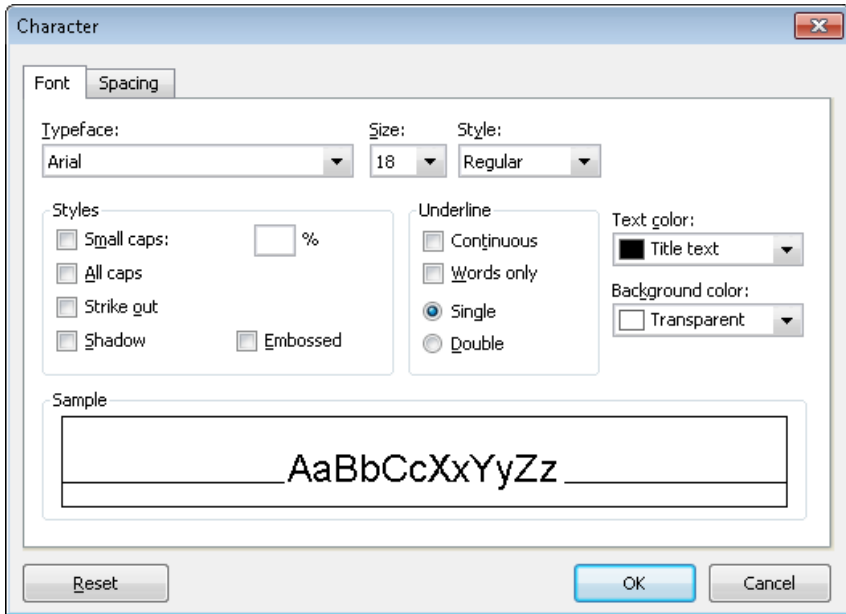 Character
Font Spacing
Typeface: Size: Style:
Arial 18 Regular
Styles Underline
Text color:
Small caps: % Continuous
Title text
All caps Words only
Background color:
Strike out Single
Transparent
Shadow Embossed Double
Sample
AaBbCcXxYyZz
Reset OK Cancel